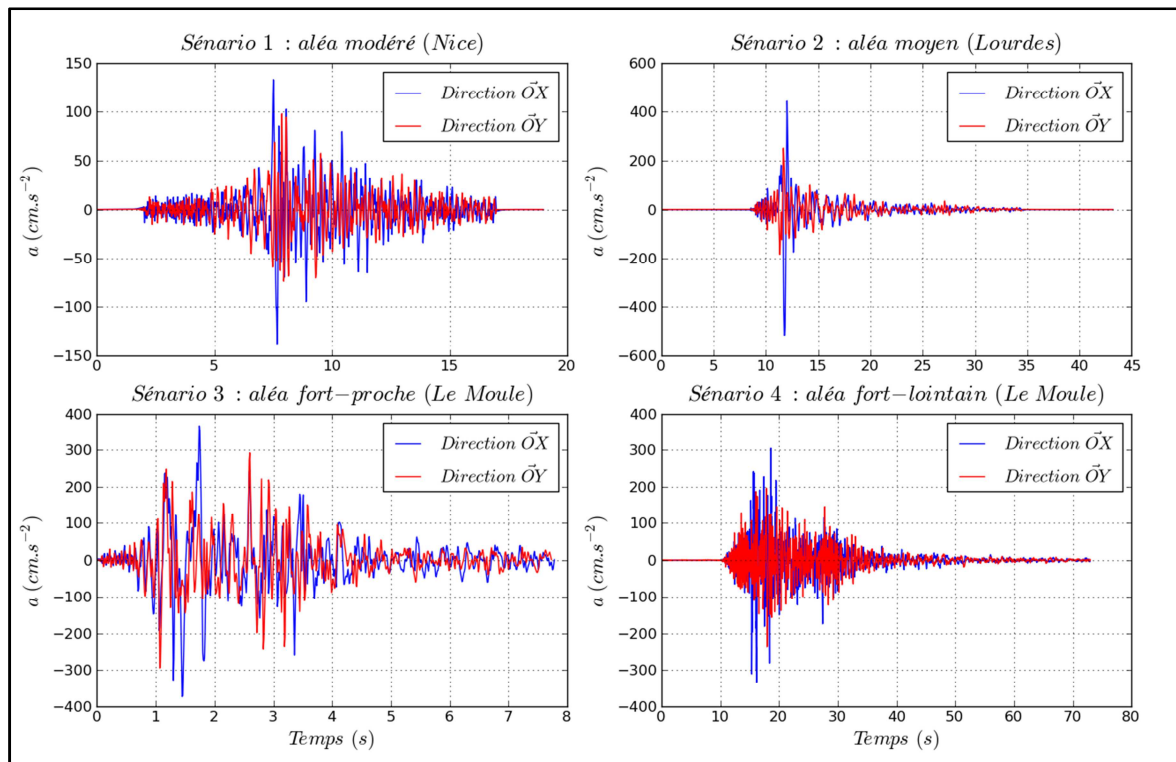 Sénario 1 : aléa modéré (Nice)
150
100
50
0
−50
−100
−150
a (cm.s⁻²)
Direction O⃗X
Direction O⃗Y
0 5 10 15 20
Sénario 2 : aléa moyen (Lourdes)
600
400
200
0
−200
−400
−600
a (cm.s⁻²)
Direction O⃗X
Direction O⃗Y
0 5 10 15 20 25 30 35 40 45
Sénario 3 : aléa fort−proche (Le Moule)
400
300
200
100
0
−100
−200
−300
−400
a (cm.s⁻²)
Direction O⃗X
Direction O⃗Y
0 1 2 3 4 5 6 7 8
Temps (s)
Sénario 4 : aléa fort−lointain (Le Moule)
400
300
200
100
0
−100
−200
−300
−400
a (cm.s⁻²)
Direction O⃗X
Direction O⃗Y
0 10 20 30 40 50 60 70 80
Temps (s)